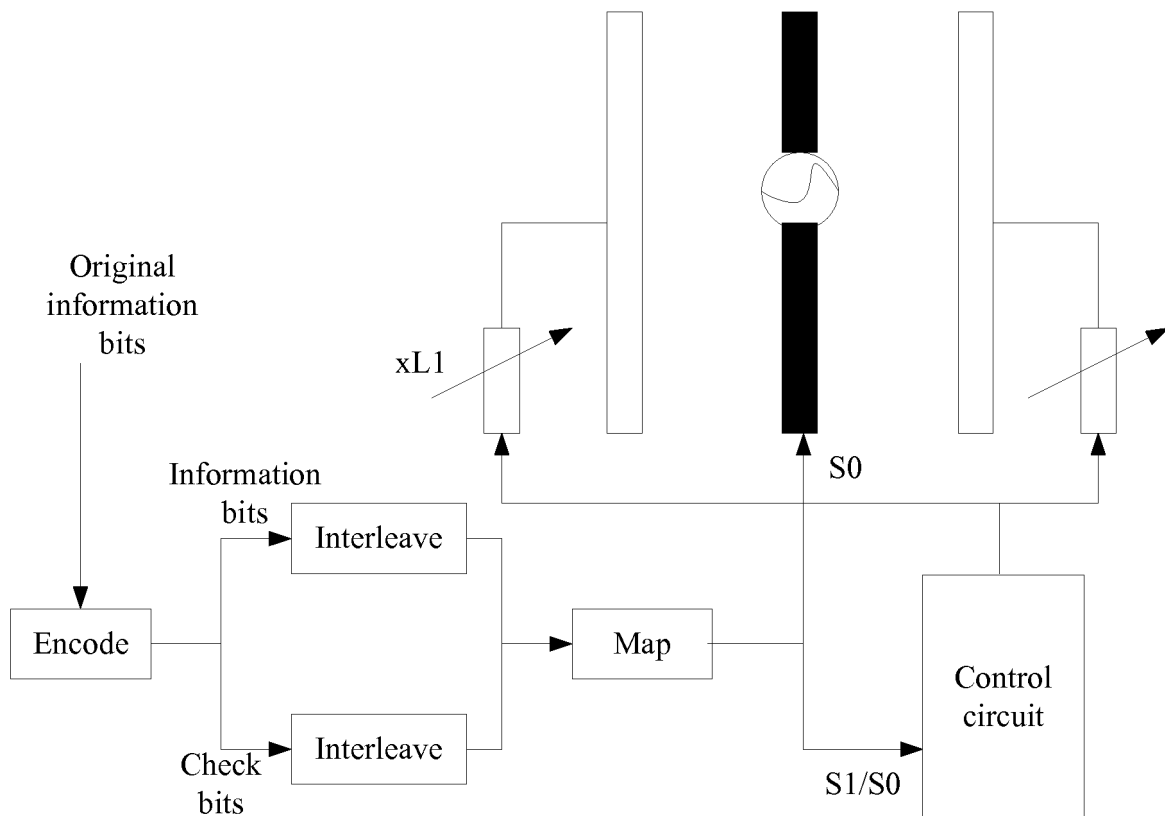 Original
information
bits
xL1
S0
Information
bits
Interleave
Encode
Map
Control
circuit
Interleave
Check
bits
S1/S0